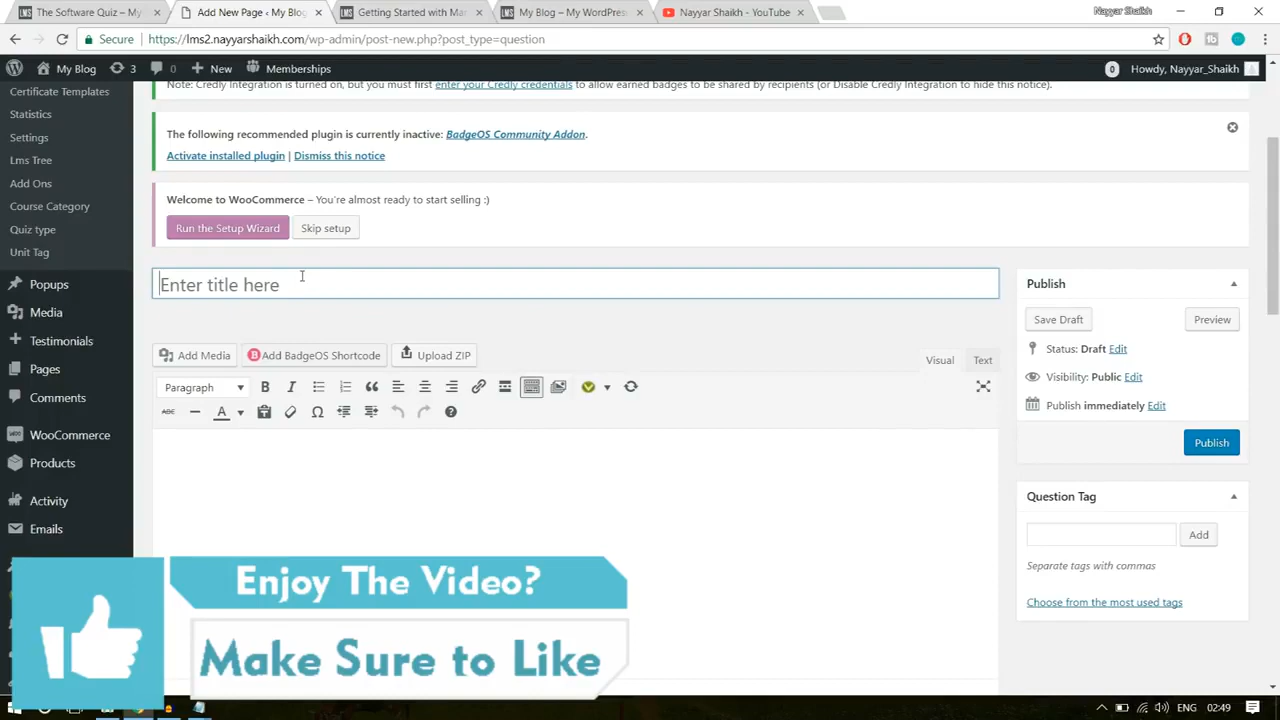 The Software Quiz – My
Add New Page ‹ My Blog
Getting Started with Mar
My Blog – My WordPress
Nayyar Shaikh - YouTube
Nayyar Shaikh
Secure
https://lms2.nayyarshaikh.com/wp-admin/post-new.php?post_type=question
My Blog
3
0
New
Memberships
0
Howdy, Nayyar_Shaikh
Certificate Templates
Statistics
Settings
Lms Tree
Add Ons
Course Category
Quiz type
Unit Tag
Popups
Media
Testimonials
Pages
Comments
WooCommerce
Products
Activity
Emails
Note: Credly Integration is turned on, but you must first enter your Credly credentials to allow earned badges to be shared by recipients (or Disable Credly Integration to hide this notice).
The following recommended plugin is currently inactive: BadgeOS Community Addon.
Activate installed plugin | Dismiss this notice
Welcome to WooCommerce – You're almost ready to start selling :)
Run the Setup Wizard
Skip setup
Enter title here
Add Media
Add BadgeOS Shortcode
Upload ZIP
Visual
Text
Paragraph
B
I
ABC
A
Publish
Save Draft
Preview
Status: Draft Edit
Visibility: Public Edit
Publish immediately Edit
Publish
Question Tag
Add
Separate tags with commas
Choose from the most used tags
Enjoy The Video?
Make Sure to Like
ENG
02:49